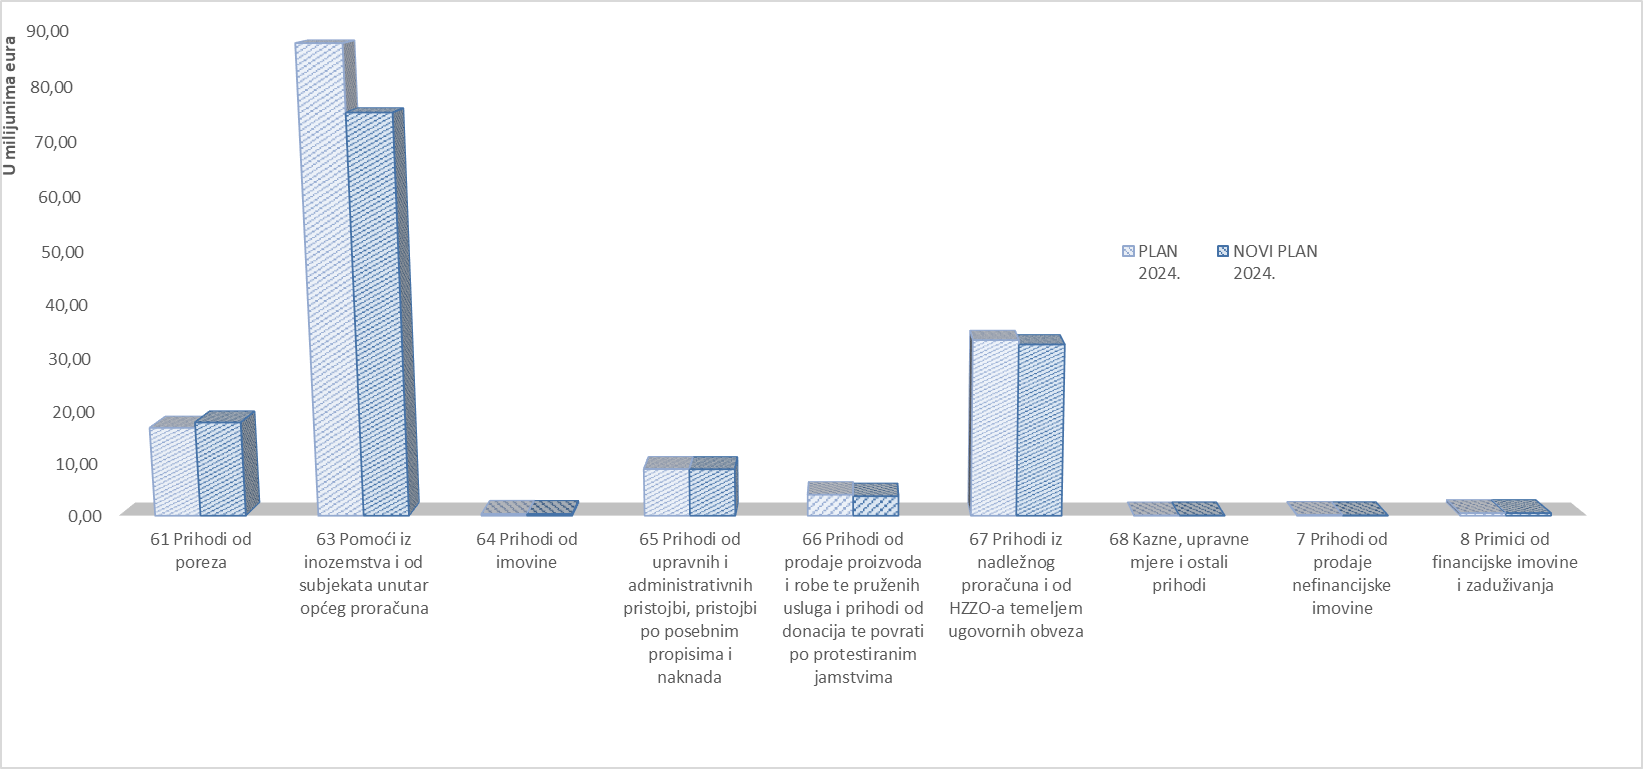 U milijunima eura
90,00
80,00
70,00
60,00
50,00
40,00
30,00
20,00
10,00
0,00
PLAN
2024.
NOVI PLAN
2024.
61 Prihodi od
poreza
63 Pomoći iz
inozemstva i od
subjekata unutar
općeg proračuna
64 Prihodi od
imovine
65 Prihodi od
upravnih i
administrativnih
pristojbi, pristojbi
po posebnim
propisima i
naknada
66 Prihodi od
prodaje proizvoda
i robe te pruženih
usluga i prihodi od
donacija te povrati
po protestiranim
jamstvima
67 Prihodi iz
nadležnog
proračuna i od
HZZO-a temeljem
ugovornih obveza
68 Kazne, upravne
mjere i ostali
prihodi
7 Prihodi od
prodaje
nefinancijske
imovine
8 Primici od
financijske imovine
i zaduživanja